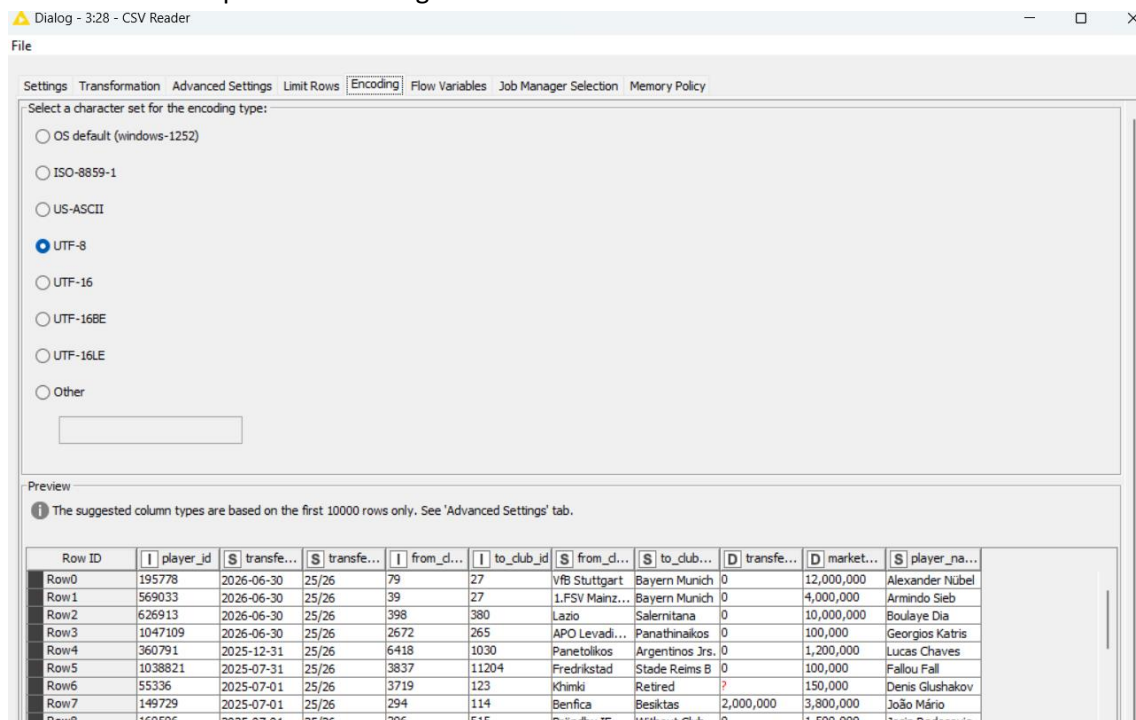 Dialog - 3:28 - CSV Reader
File
Settings Transformation Advanced Settings Limit Rows Encoding Flow Variables Job Manager Selection Memory Policy
Select a character set for the encoding type:
OS default (windows-1252)
ISO-8859-1
US-ASCII
UTF-8
UTF-16
UTF-16BE
UTF-16LE
Other
Preview
The suggested column types are based on the first 10000 rows only. See 'Advanced Settings' tab.
Row ID I player_id S transfe... S transfe... I from_cl... I to_club_id S from_cl... S to_club... D transfe... D market... S player_na...
Row0 195778 2026-06-30 25/26 79 27 VfB Stuttgart Bayern Munich 0 12,000,000 Alexander Nübel
Row1 569033 2026-06-30 25/26 39 27 1.FSV Mainz... Bayern Munich 0 4,000,000 Armindo Sieb
Row2 626913 2026-06-30 25/26 398 380 Lazio Salernitana 0 10,000,000 Boulaye Dia
Row3 1047109 2026-06-30 25/26 2672 265 APO Levadi... Panathinaikos 0 100,000 Georgios Katris
Row4 360791 2025-12-31 25/26 6418 1030 Panetolikos Argentinos Jrs. 0 1,200,000 Lucas Chaves
Row5 1038821 2025-07-31 25/26 3837 11204 Fredrikstad Stade Reims B 0 100,000 Fallou Fall
Row6 55336 2025-07-01 25/26 3719 123 Khimki Retired ? 150,000 Denis Glushakov
Row7 149729 2025-07-01 25/26 294 114 Benfica Besiktas 2,000,000 3,800,000 João Mário